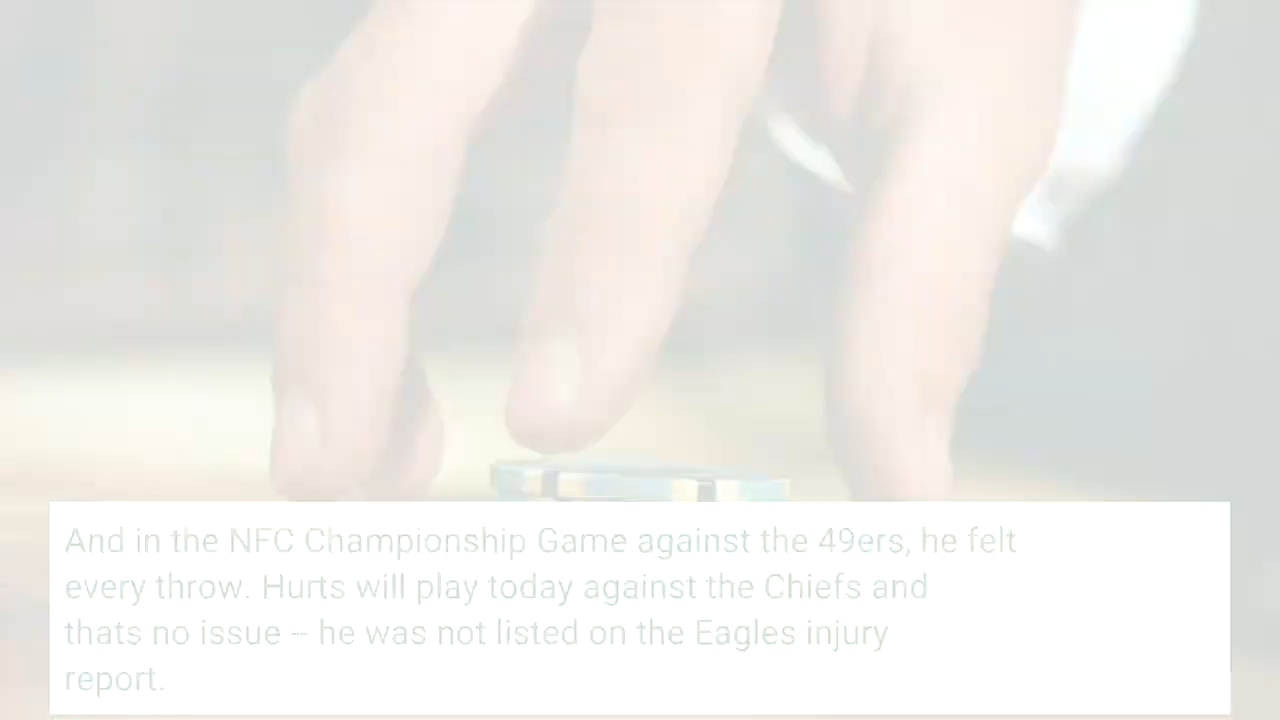 And in the NFC Championship Game against the 49ers, he felt
every throw. Hurts will play today against the Chiefs and
thats no issue -- he was not listed on the Eagles injury
report.